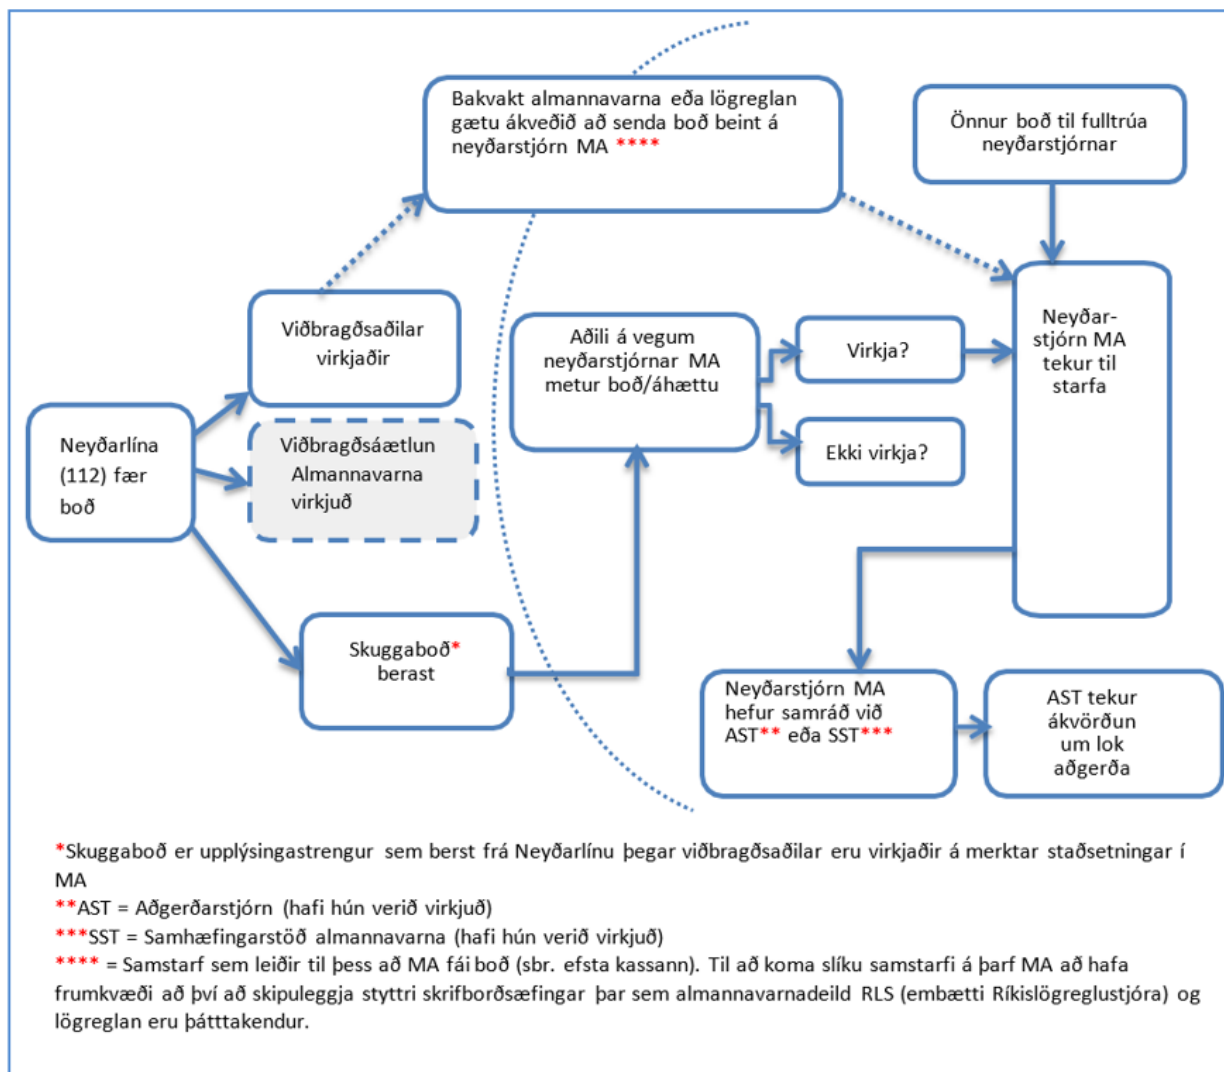 Bakvakt almannavarna eða lögreglan
gætu ákveðið að senda boð beint á
neyðarstjórn MA ****
Önnur boð til fulltrúa
neyðarstjórnar
Viðbragðsaðilar
virkjaðir
Aðili á vegum
neyðarstjórnar MA
metur boð/áhættu
Virkja?
Neyðar-
stjórn MA
tekur til
starfa
Neyðarlína
(112) fær
boð
Viðbragðsáætlun
Almannavarna
virkjuð
Ekki virkja?
Skuggaboð*
berast
Neyðarstjórn MA
hefur samráð við
AST** eða SST***
AST tekur
ákvörðun
um lok
aðgerða
*Skuggaboð er upplýsingastrengur sem berst frá Neyðarlínu þegar viðbragðsaðilar eru virkjaðir á merktar staðsetningar í
MA
**AST = Aðgerðarstjórn (hafi hún verið virkjuð)
***SST = Samhæfingarstöð almannavarna (hafi hún verið virkjuð)
**** = Samstarf sem leiðir til þess að MA fái boð (sbr. efsta kassann). Til að koma slíku samstarfi á þarf MA að hafa
frumkvæði að því að skipuleggja styttri skrifborðsæfingar þar sem almannavarnadeild RLS (embætti Ríkislögreglustjóra) og
lögreglan eru þátttakendur.